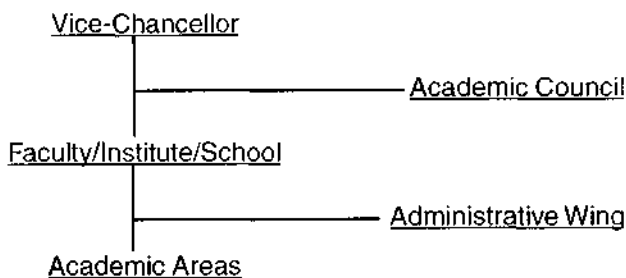 Vice-Chancellor
Academic Council
Faculty/Institute/School
Administrative Wing
Academic Areas